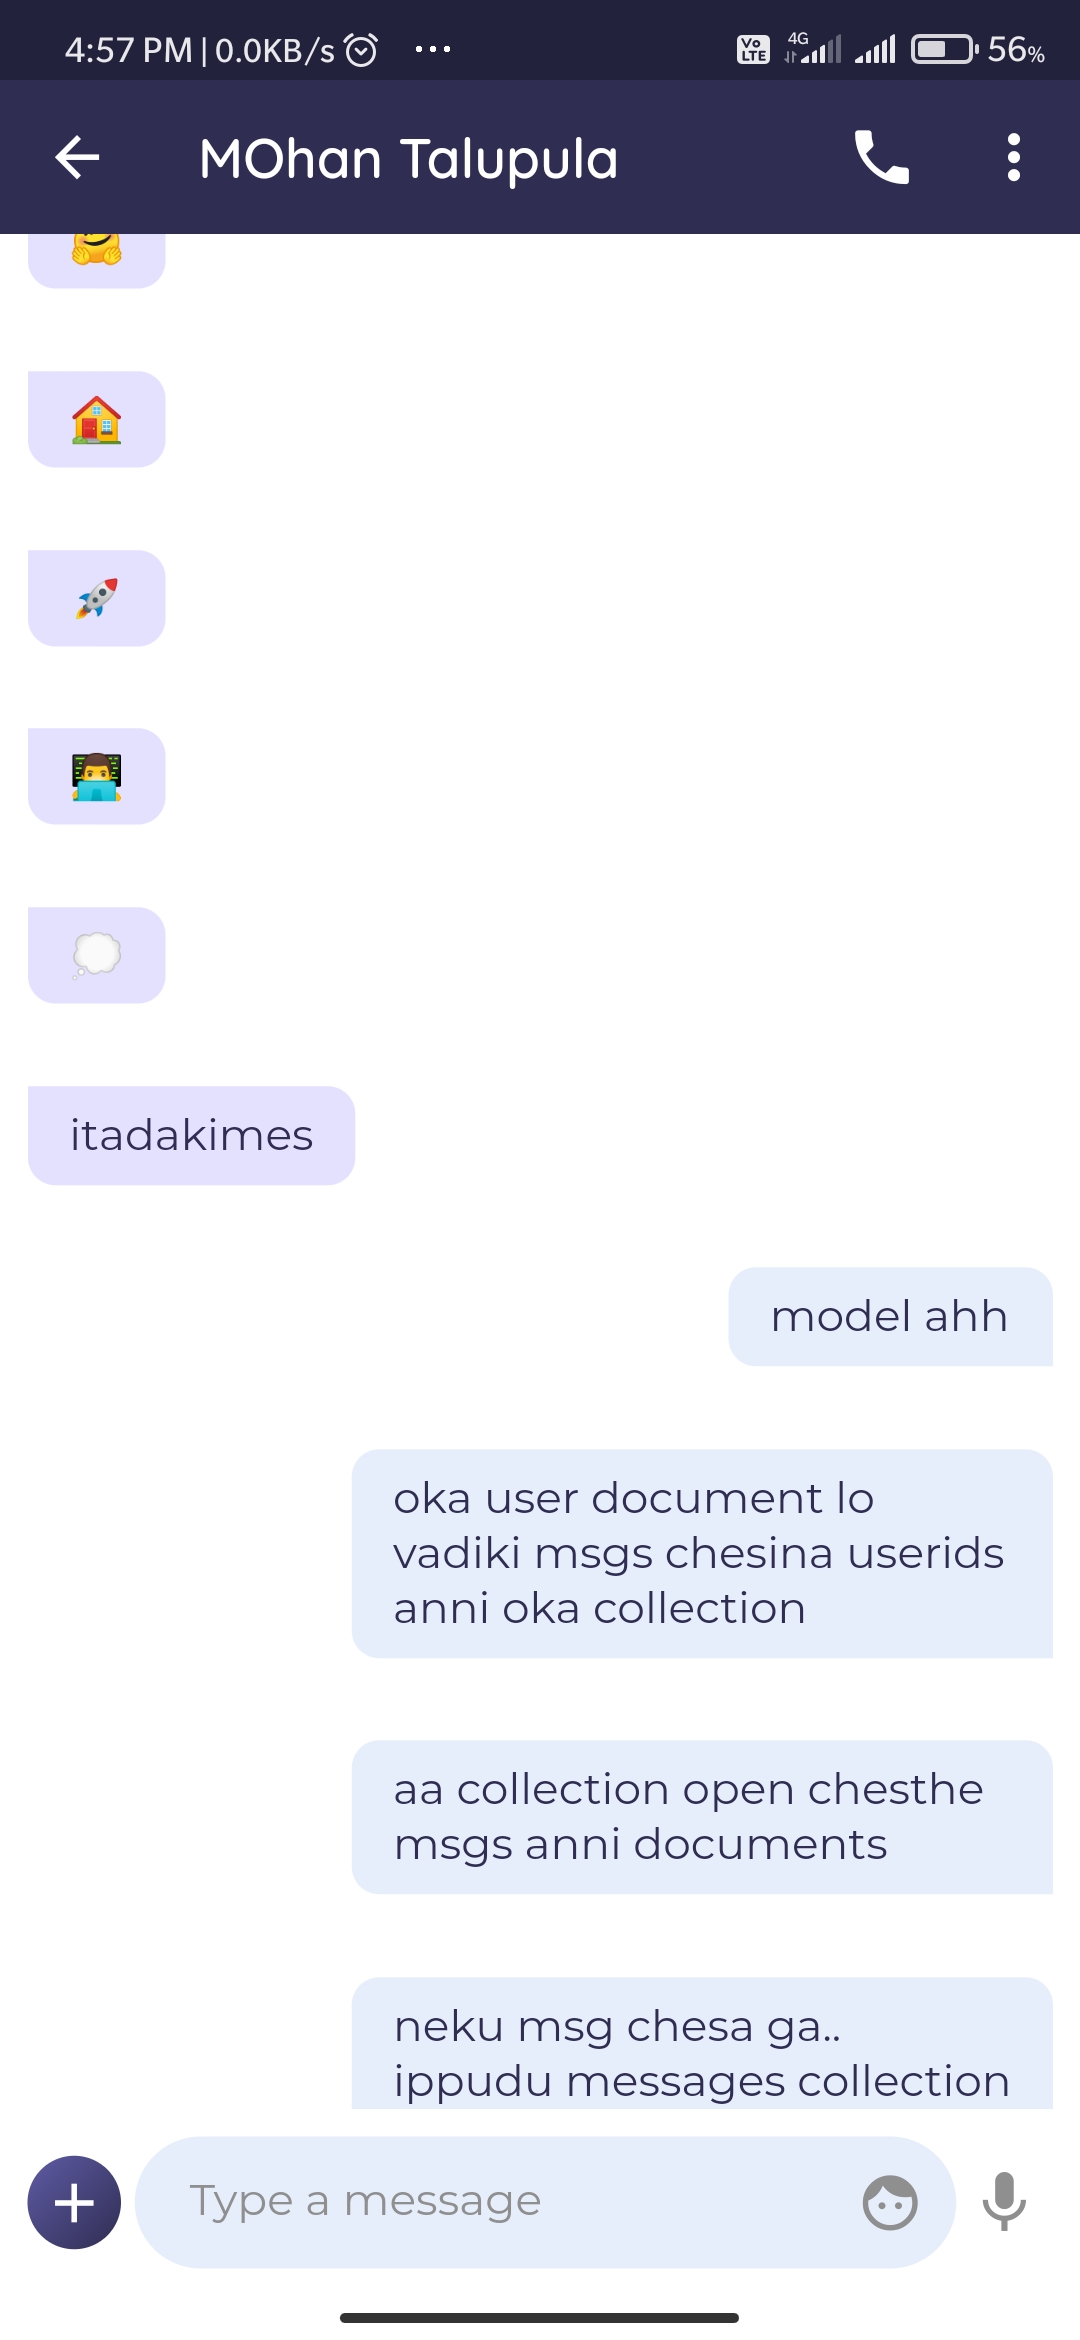 4:57 PM | 0.0KB/s ... Vo LTE 4G 56%
MOhan Talupula
itadakimes
model ahh
oka user document lo
vadiki msgs chesina userids
anni oka collection
aa collection open chesthe
msgs anni documents
neku msg chesa ga..
ippudu messages collection
Type a message